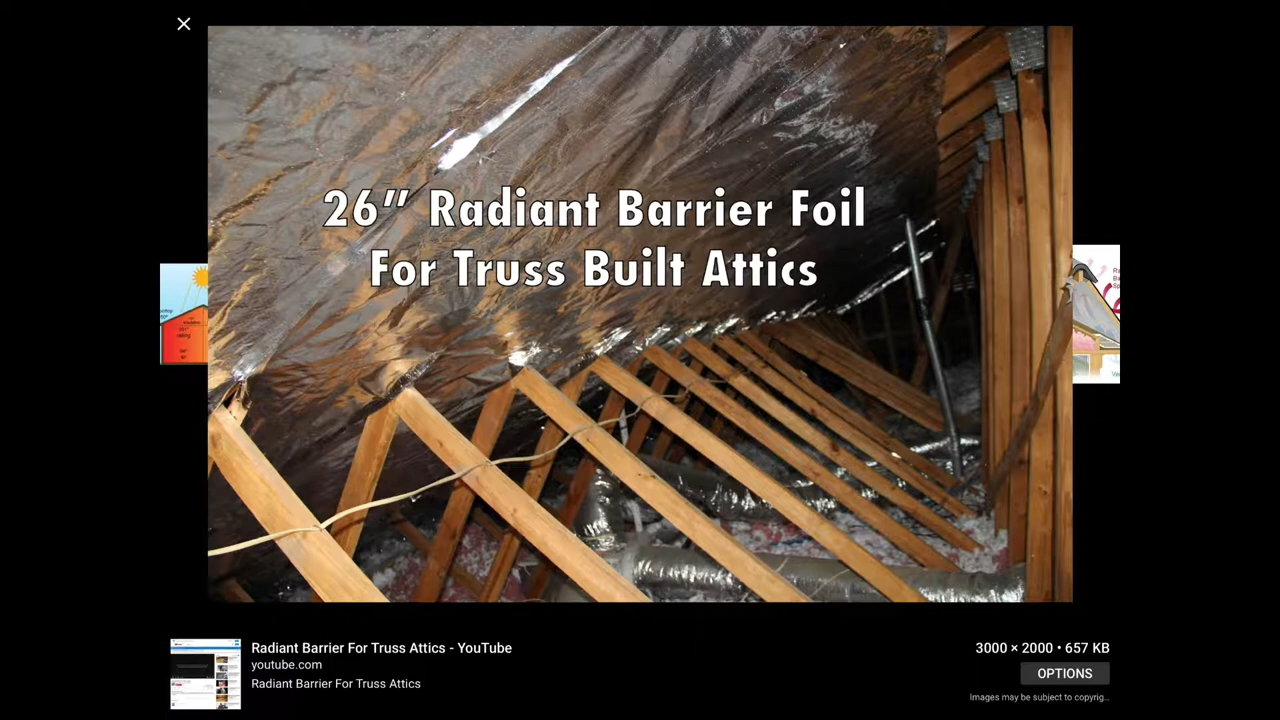 26" Radiant Barrier Foil
For Truss Built Attics
Radiant Barrier For Truss Attics - YouTube
youtube.com
Radiant Barrier For Truss Attics
3000 × 2000 • 657 KB
OPTIONS
Images may be subject to copyrig...